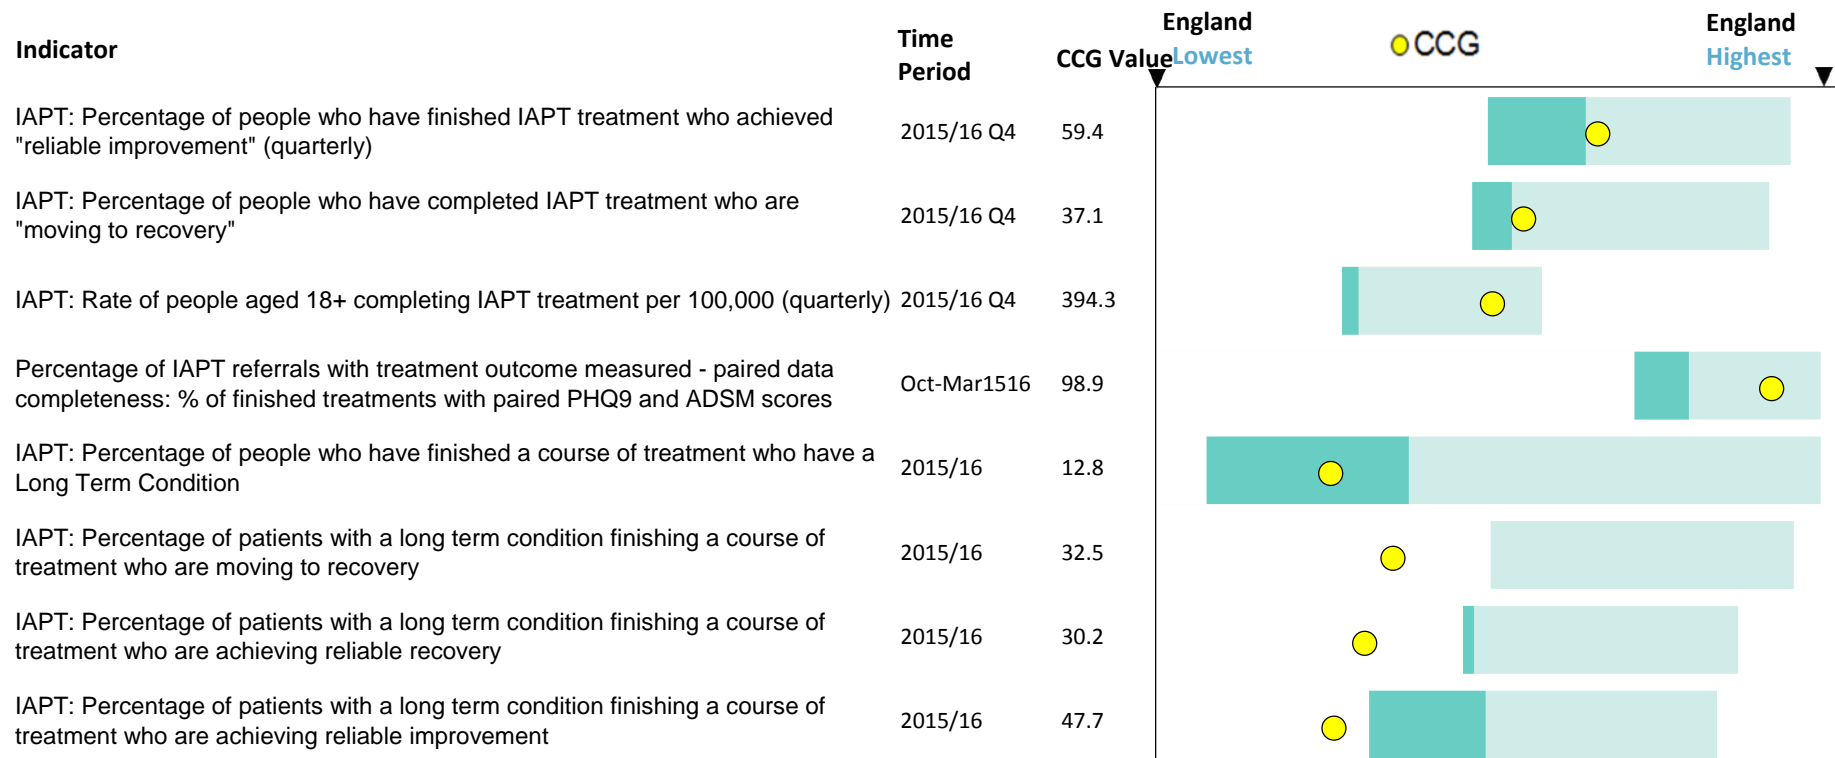 Indicator
Time
Period
CCG Value
England
Lowest
CCG
England
Highest
IAPT: Percentage of people who have finished IAPT treatment who achieved
"reliable improvement" (quarterly)
2015/16 Q4
59.4
IAPT: Percentage of people who have completed IAPT treatment who are
"moving to recovery"
2015/16 Q4
37.1
IAPT: Rate of people aged 18+ completing IAPT treatment per 100,000 (quarterly)
2015/16 Q4
394.3
Percentage of IAPT referrals with treatment outcome measured - paired data
completeness: % of finished treatments with paired PHQ9 and ADSM scores
Oct-Mar1516
98.9
IAPT: Percentage of people who have finished a course of treatment who have a
Long Term Condition
2015/16
12.8
IAPT: Percentage of patients with a long term condition finishing a course of
treatment who are moving to recovery
2015/16
32.5
IAPT: Percentage of patients with a long term condition finishing a course of
treatment who are achieving reliable recovery
2015/16
30.2
IAPT: Percentage of patients with a long term condition finishing a course of
treatment who are achieving reliable improvement
2015/16
47.7